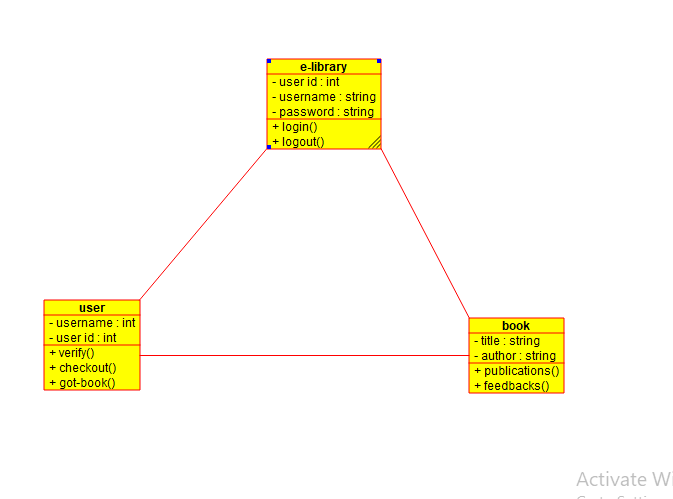 e-library
- user id : int
- username : string
- password : string
+ login()
+ logout()
user
- username : int
- user id : int
+ verify()
+ checkout()
+ got-book()
book
- title : string
- author : string
+ publications()
+ feedbacks()
Activate Wi